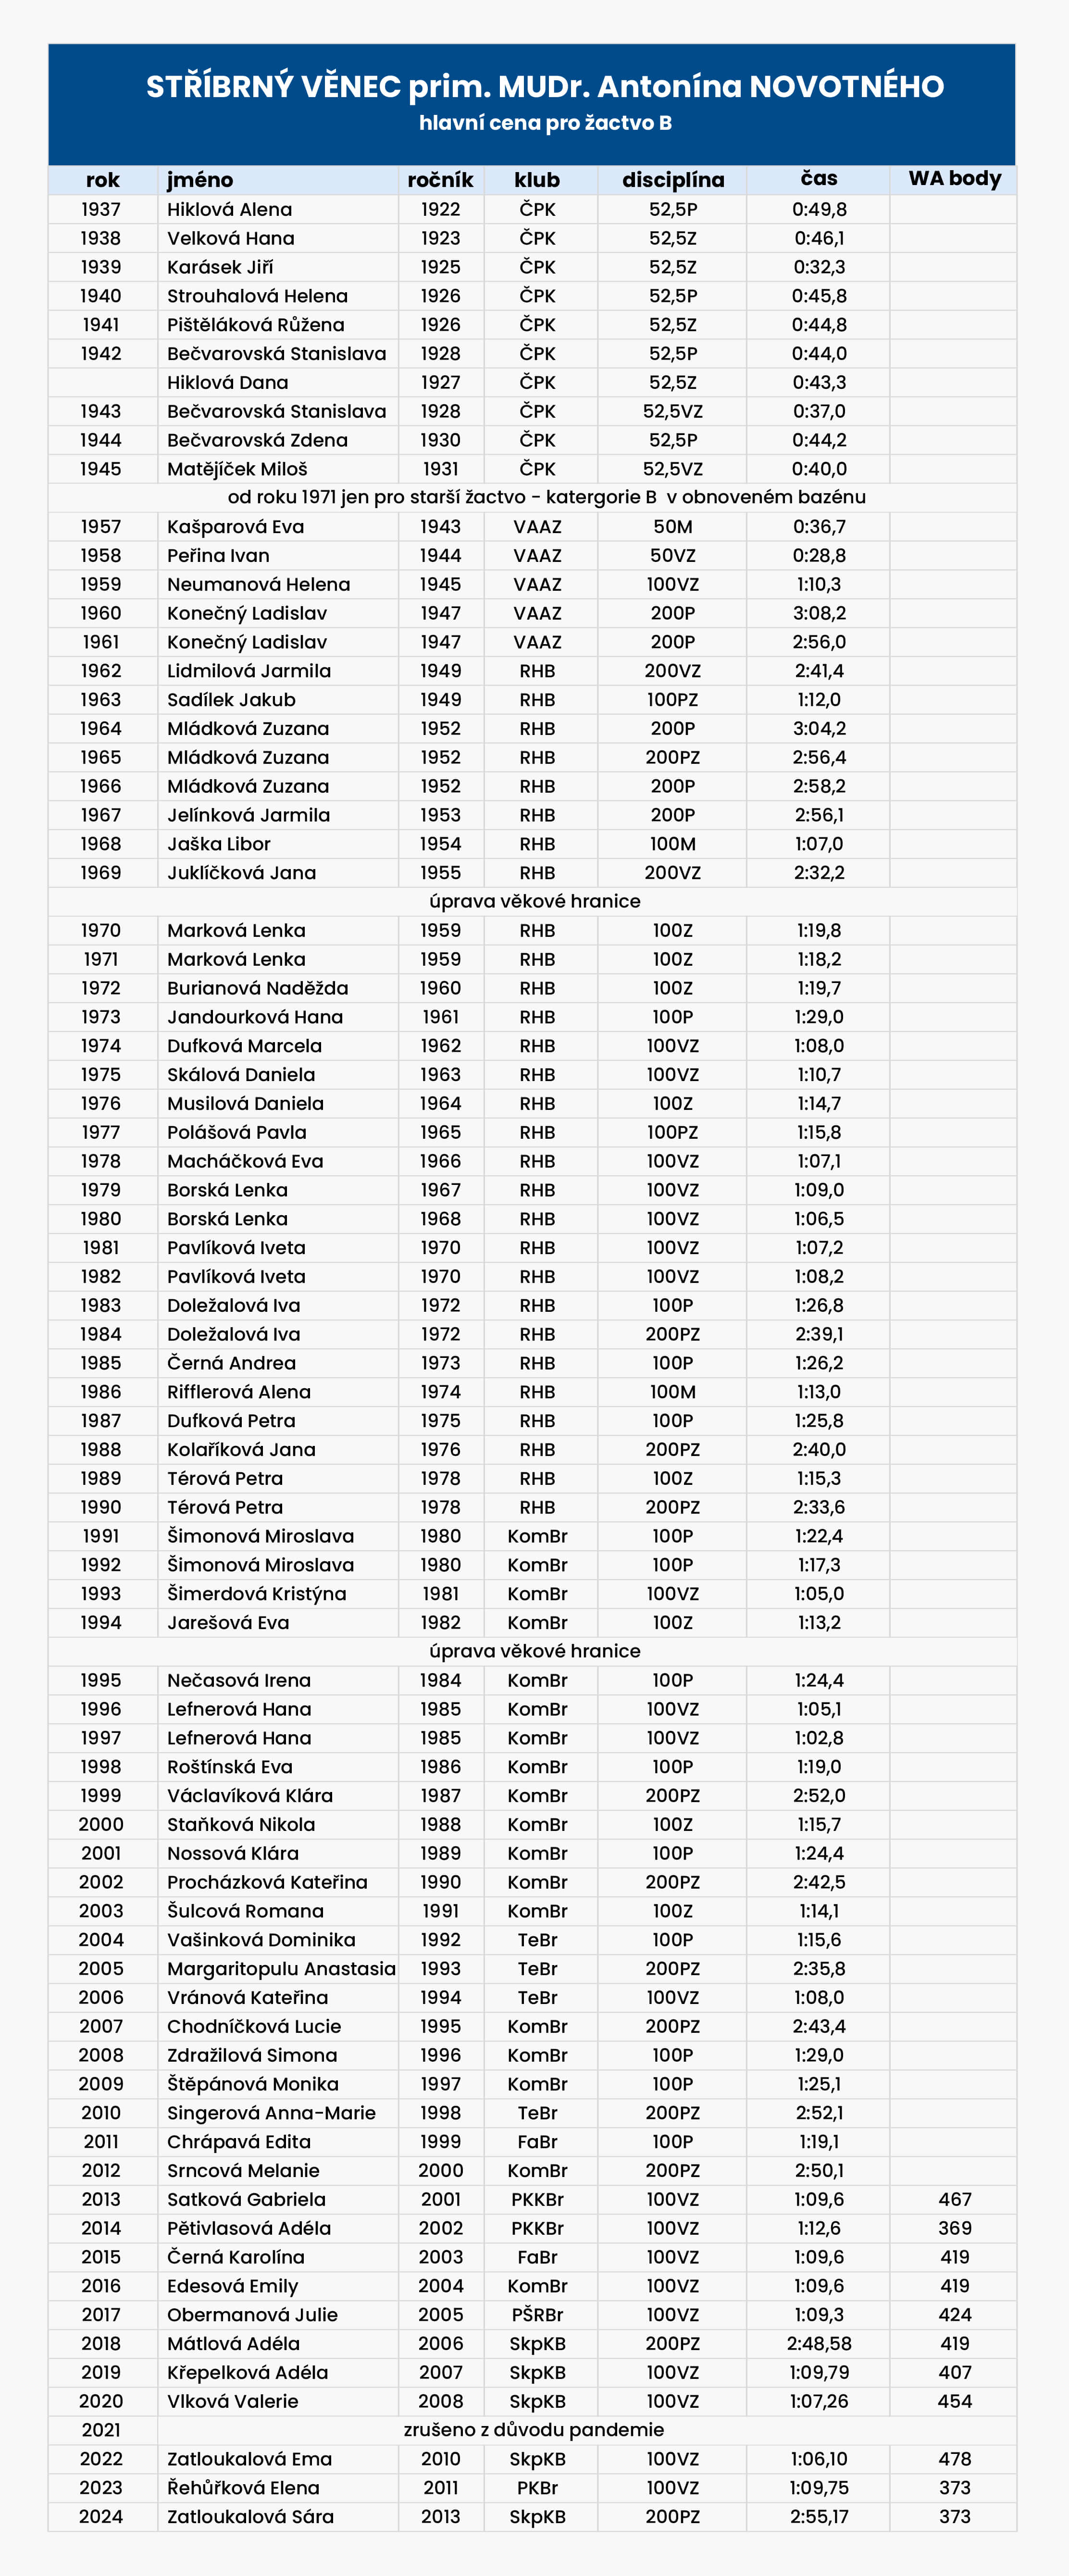 STŘÍBRNÝ VĚNEC prim. MUDr. Antonína NOVOTNÉHO
hlavní cena pro žactvo B
rok jméno ročník klub disciplína čas WA body
1937 Hiklová Alena 1922 ČPK 52,5P 0:49,8
1938 Velková Hana 1923 ČPK 52,5Z 0:46,1
1939 Karásek Jiří 1925 ČPK 52,5Z 0:32,3
1940 Strouhalová Helena 1926 ČPK 52,5P 0:45,8
1941 Pištěláková Růžena 1926 ČPK 52,5Z 0:44,8
1942 Bečvarovská Stanislava 1928 ČPK 52,5P 0:44,0
Hiklová Dana 1927 ČPK 52,5Z 0:43,3
1943 Bečvarovská Stanislava 1928 ČPK 52,5VZ 0:37,0
1944 Bečvarovská Zdena 1930 ČPK 52,5P 0:44,2
1945 Matějíček Miloš 1931 ČPK 52,5VZ 0:40,0
od roku 1971 jen pro starší žactvo - katergorie B v obnoveném bazénu
1957 Kašparová Eva 1943 VAAZ 50M 0:36,7
1958 Peřina Ivan 1944 VAAZ 50VZ 0:28,8
1959 Neumanová Helena 1945 VAAZ 100VZ 1:10,3
1960 Konečný Ladislav 1947 VAAZ 200P 3:08,2
1961 Konečný Ladislav 1947 VAAZ 200P 2:56,0
1962 Lidmilová Jarmila 1949 RHB 200VZ 2:41,4
1963 Sadílek Jakub 1949 RHB 100PZ 1:12,0
1964 Mládková Zuzana 1952 RHB 200P 3:04,2
1965 Mládková Zuzana 1952 RHB 200PZ 2:56,4
1966 Mládková Zuzana 1952 RHB 200P 2:58,2
1967 Jelínková Jarmila 1953 RHB 200P 2:56,1
1968 Jaška Libor 1954 RHB 100M 1:07,0
1969 Juklíčková Jana 1955 RHB 200VZ 2:32,2
úprava věkové hranice
1970 Marková Lenka 1959 RHB 100Z 1:19,8
1971 Marková Lenka 1959 RHB 100Z 1:18,2
1972 Burianová Naděžda 1960 RHB 100Z 1:19,7
1973 Jandourková Hana 1961 RHB 100P 1:29,0
1974 Dufková Marcela 1962 RHB 100VZ 1:08,0
1975 Skálová Daniela 1963 RHB 100VZ 1:10,7
1976 Musilová Daniela 1964 RHB 100Z 1:14,7
1977 Polášová Pavla 1965 RHB 100PZ 1:15,8
1978 Macháčková Eva 1966 RHB 100VZ 1:07,1
1979 Borská Lenka 1967 RHB 100VZ 1:09,0
1980 Borská Lenka 1968 RHB 100VZ 1:06,5
1981 Pavlíková Iveta 1970 RHB 100VZ 1:07,2
1982 Pavlíková Iveta 1970 RHB 100VZ 1:08,2
1983 Doležalová Iva 1972 RHB 100P 1:26,8
1984 Doležalová Iva 1972 RHB 200PZ 2:39,1
1985 Černá Andrea 1973 RHB 100P 1:26,2
1986 Rifflerová Alena 1974 RHB 100M 1:13,0
1987 Dufková Petra 1975 RHB 100P 1:25,8
1988 Kolaříková Jana 1976 RHB 200PZ 2:40,0
1989 Térová Petra 1978 RHB 100Z 1:15,3
1990 Térová Petra 1978 RHB 200PZ 2:33,6
1991 Šimonová Miroslava 1980 KomBr 100P 1:22,4
1992 Šimonová Miroslava 1980 KomBr 100P 1:17,3
1993 Šimerdová Kristýna 1981 KomBr 100VZ 1:05,0
1994 Jarešová Eva 1982 KomBr 100Z 1:13,2
úprava věkové hranice
1995 Nečasová Irena 1984 KomBr 100P 1:24,4
1996 Lefnerová Hana 1985 KomBr 100VZ 1:05,1
1997 Lefnerová Hana 1985 KomBr 100VZ 1:02,8
1998 Roštínská Eva 1986 KomBr 100P 1:19,0
1999 Václavíková Klára 1987 KomBr 200PZ 2:52,0
2000 Staňková Nikola 1988 KomBr 100Z 1:15,7
2001 Nossová Klára 1989 KomBr 100P 1:24,4
2002 Procházková Kateřina 1990 KomBr 200PZ 2:42,5
2003 Šulcová Romana 1991 KomBr 100Z 1:14,1
2004 Vašinková Dominika 1992 TeBr 100P 1:15,6
2005 Margaritopulu Anastasia 1993 TeBr 200PZ 2:35,8
2006 Vránová Kateřina 1994 TeBr 100VZ 1:08,0
2007 Chodníčková Lucie 1995 KomBr 200PZ 2:43,4
2008 Zdražilová Simona 1996 KomBr 100P 1:29,0
2009 Štěpánová Monika 1997 KomBr 100P 1:25,1
2010 Singerová Anna-Marie 1998 TeBr 200PZ 2:52,1
2011 Chrápavá Edita 1999 FaBr 100P 1:19,1
2012 Srncová Melanie 2000 KomBr 200PZ 2:50,1
2013 Satková Gabriela 2001 PKKBr 100VZ 1:09,6 467
2014 Pětivlasová Adéla 2002 PKKBr 100VZ 1:12,6 369
2015 Černá Karolína 2003 FaBr 100VZ 1:09,6 419
2016 Edesová Emily 2004 KomBr 100VZ 1:09,6 419
2017 Obermanová Julie 2005 PŠRBr 100VZ 1:09,3 424
2018 Mátlová Adéla 2006 SkpKB 200PZ 2:48,58 419
2019 Křepelková Adéla 2007 SkpKB 100VZ 1:09,79 407
2020 Vlková Valerie 2008 SkpKB 100VZ 1:07,26 454
2021 zrušeno z důvodu pandemie
2022 Zatloukalová Ema 2010 SkpKB 100VZ 1:06,10 478
2023 Řehůřková Elena 2011 PKBr 100VZ 1:09,75 373
2024 Zatloukalová Sára 2013 SkpKB 200PZ 2:55,17 373